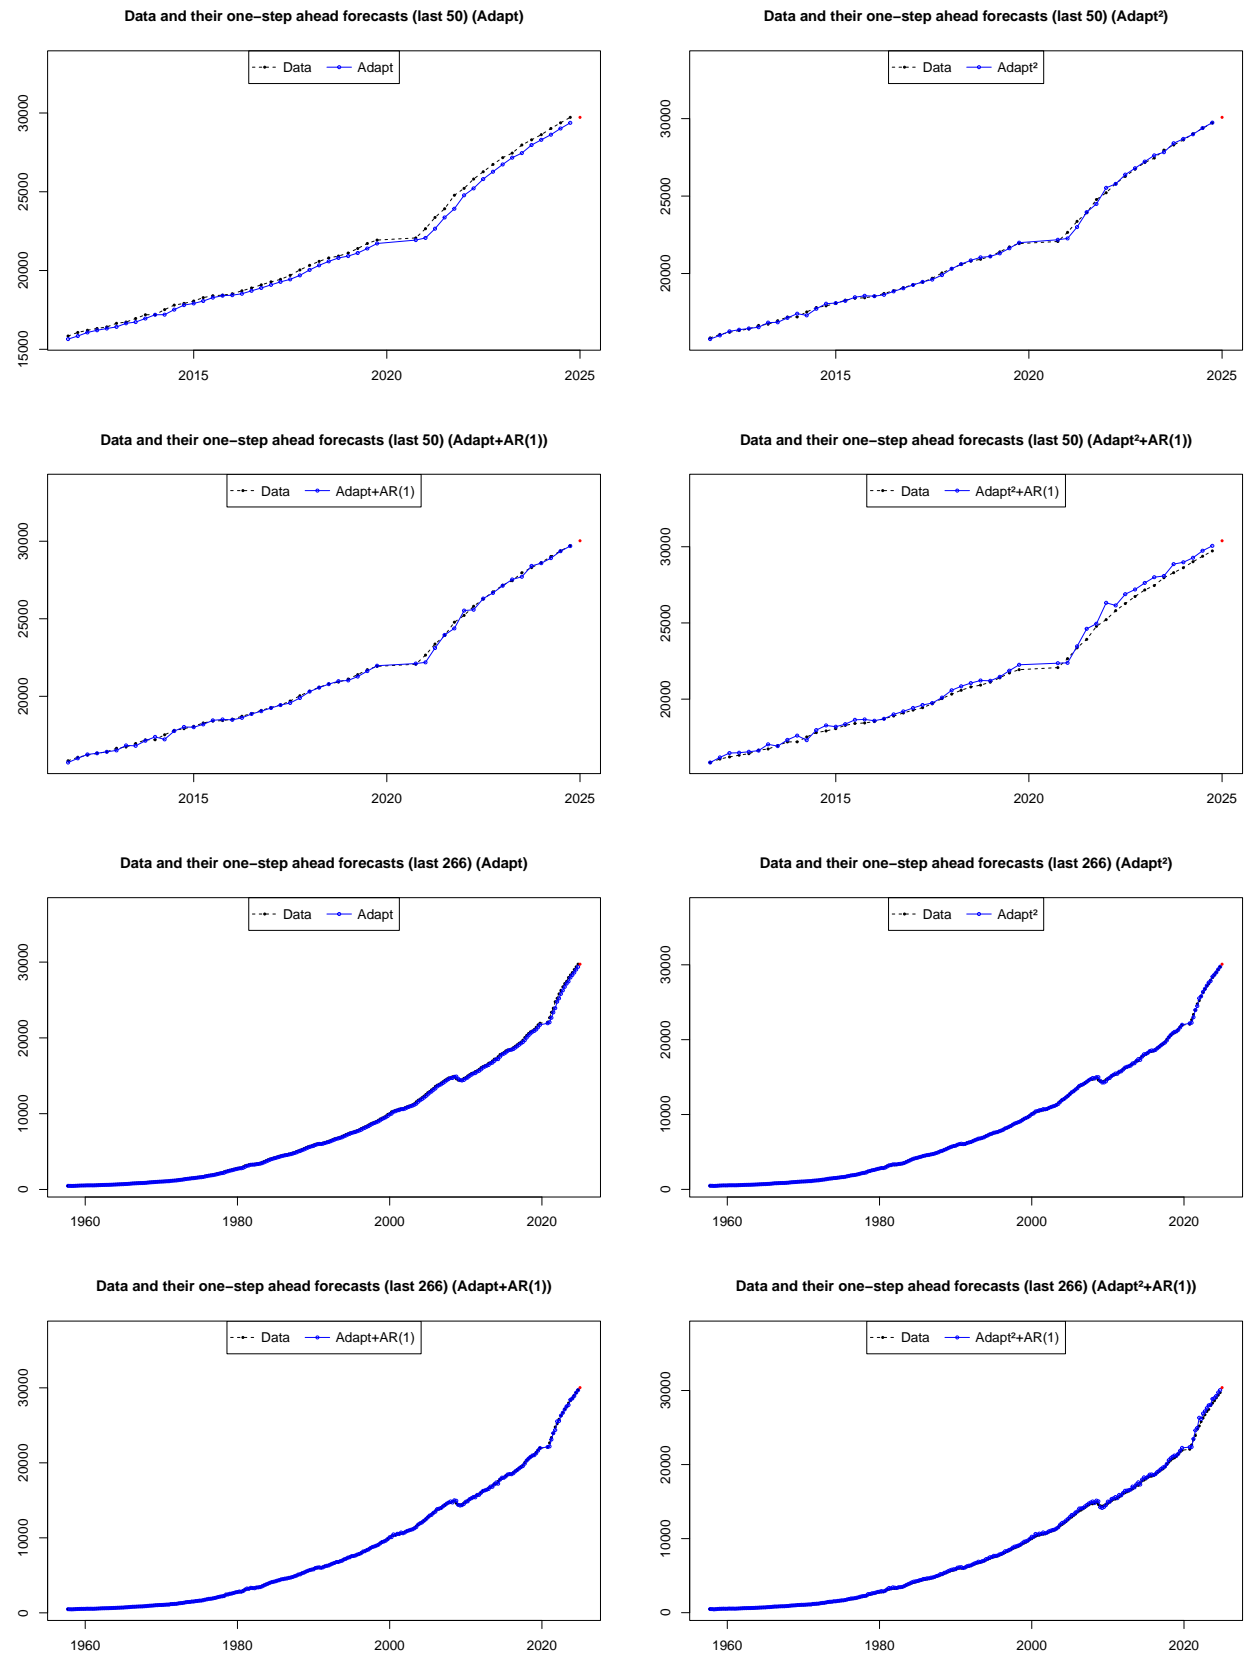 Data and their one−step ahead forecasts (last 50) (Adapt)
Data Adapt
15000 20000 25000 30000
2015 2020 2025
Data and their one−step ahead forecasts (last 50) (Adapt²)
Data Adapt²
20000 25000 30000
2015 2020 2025
Data and their one−step ahead forecasts (last 50) (Adapt+AR(1))
Data Adapt+AR(1)
20000 25000 30000
2015 2020 2025
Data and their one−step ahead forecasts (last 50) (Adapt²+AR(1))
Data Adapt²+AR(1)
20000 25000 30000
2015 2020 2025
Data and their one−step ahead forecasts (last 266) (Adapt)
Data Adapt
0 10000 20000 30000
1960 1980 2000 2020
Data and their one−step ahead forecasts (last 266) (Adapt²)
Data Adapt²
0 10000 20000 30000
1960 1980 2000 2020
Data and their one−step ahead forecasts (last 266) (Adapt+AR(1))
Data Adapt+AR(1)
0 10000 20000 30000
1960 1980 2000 2020
Data and their one−step ahead forecasts (last 266) (Adapt²+AR(1))
Data Adapt²+AR(1)
0 10000 20000 30000
1960 1980 2000 2020